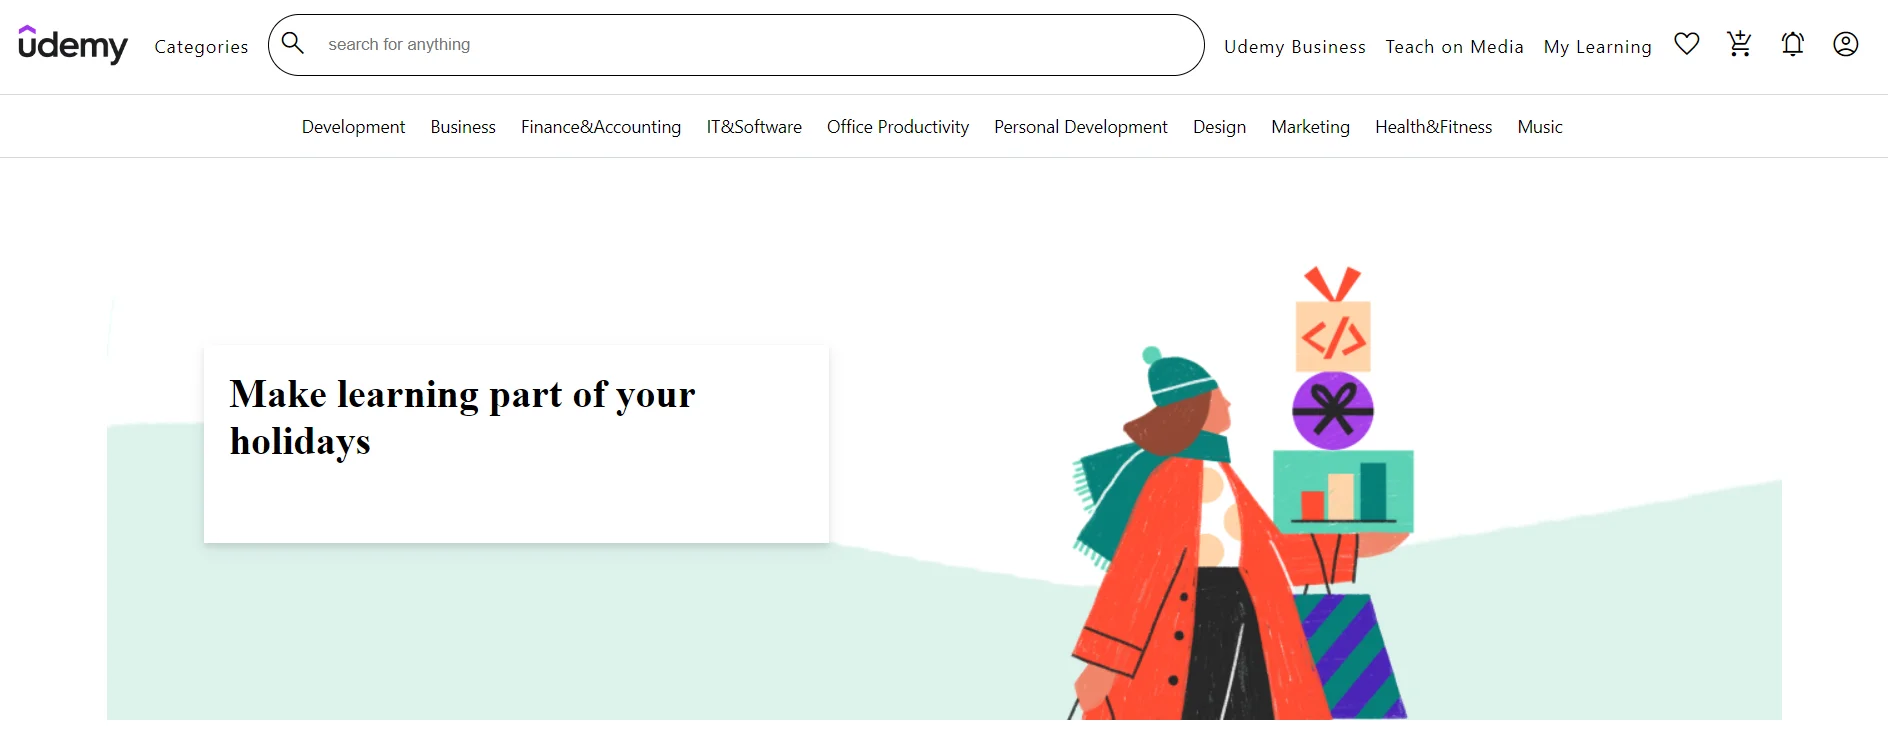 udemy Categories search for anything Udemy Business Teach on Media My Learning
Development Business Finance&Accounting IT&Software Office Productivity Personal Development Design Marketing Health&Fitness Music
</>
Make learning part of your
holidays